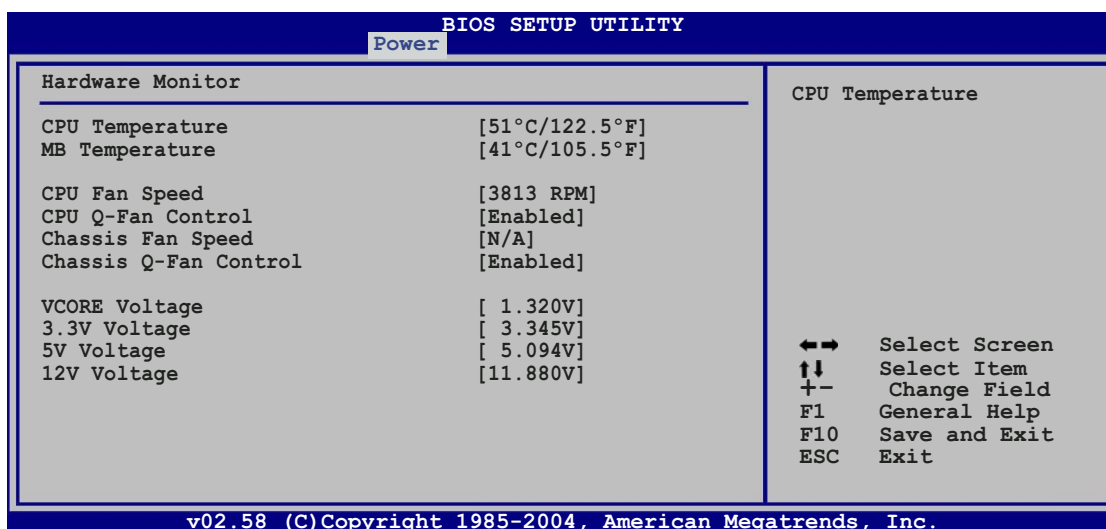 BIOS SETUP UTILITY
Power
Hardware Monitor
CPU Temperature [51°C/122.5°F]
MB Temperature [41°C/105.5°F]
CPU Fan Speed [3813 RPM]
CPU Q-Fan Control [Enabled]
Chassis Fan Speed [N/A]
Chassis Q-Fan Control [Enabled]
VCORE Voltage [ 1.320V]
3.3V Voltage [ 3.345V]
5V Voltage [ 5.094V]
12V Voltage [11.880V]
CPU Temperature
←→ Select Screen
↑↓ Select Item
+- Change Field
F1 General Help
F10 Save and Exit
ESC Exit
v02.58 (C)Copyright 1985-2004, American Megatrends, Inc.